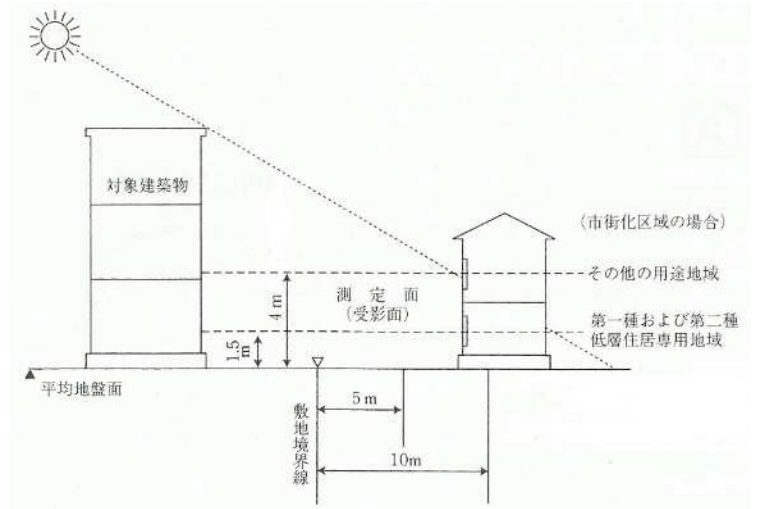 対象建築物
(市街化区域の場合)
その他の用途地域
測定面
(受影面)
4m
第一種および第二種
低層住居専用地域
1.5
m
平均地盤面
5m
敷地境界線
10m